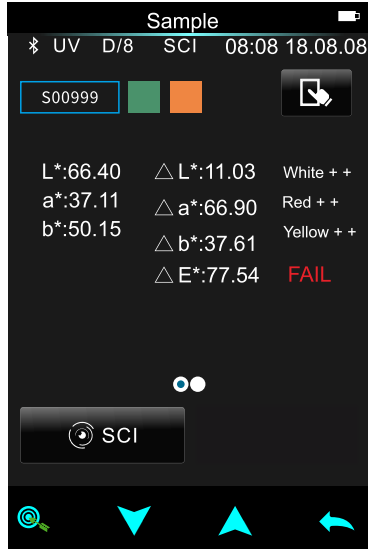 Sample
UV D/8 SCI 08:08 18.08.08
S00999
L*:66.40 △L*:11.03 White + +
a*:37.11 △a*:66.90 Red + +
b*:50.15 △b*:37.61 Yellow + +
△E*:77.54 FAIL
SCI